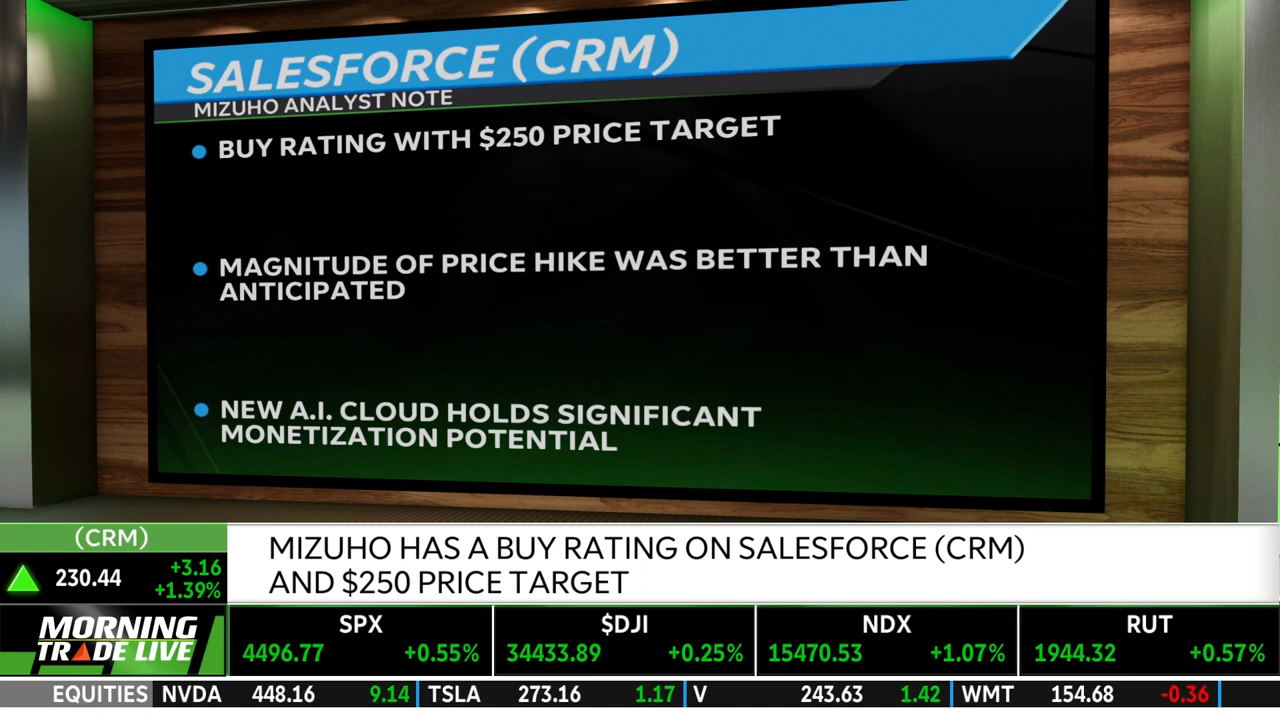 SALESFORCE (CRM)
MIZUHO ANALYST NOTE
BUY RATING WITH $250 PRICE TARGET
MAGNITUDE OF PRICE HIKE WAS BETTER THAN
ANTICIPATED
NEW A.I. CLOUD HOLDS SIGNIFICANT
MONETIZATION POTENTIAL
(CRM)
230.44 +3.16
+1.39%
MIZUHO HAS A BUY RATING ON SALESFORCE (CRM)
AND $250 PRICE TARGET
MORNING
TRADE LIVE
SPX
4496.77 +0.55%
$DJI
34433.89 +0.25%
NDX
15470.53 +1.07%
RUT
1944.32 +0.57%
EQUITIES NVDA 448.16 9.14 TSLA 273.16 1.17 V 243.63 1.42 WMT 154.68 -0.36